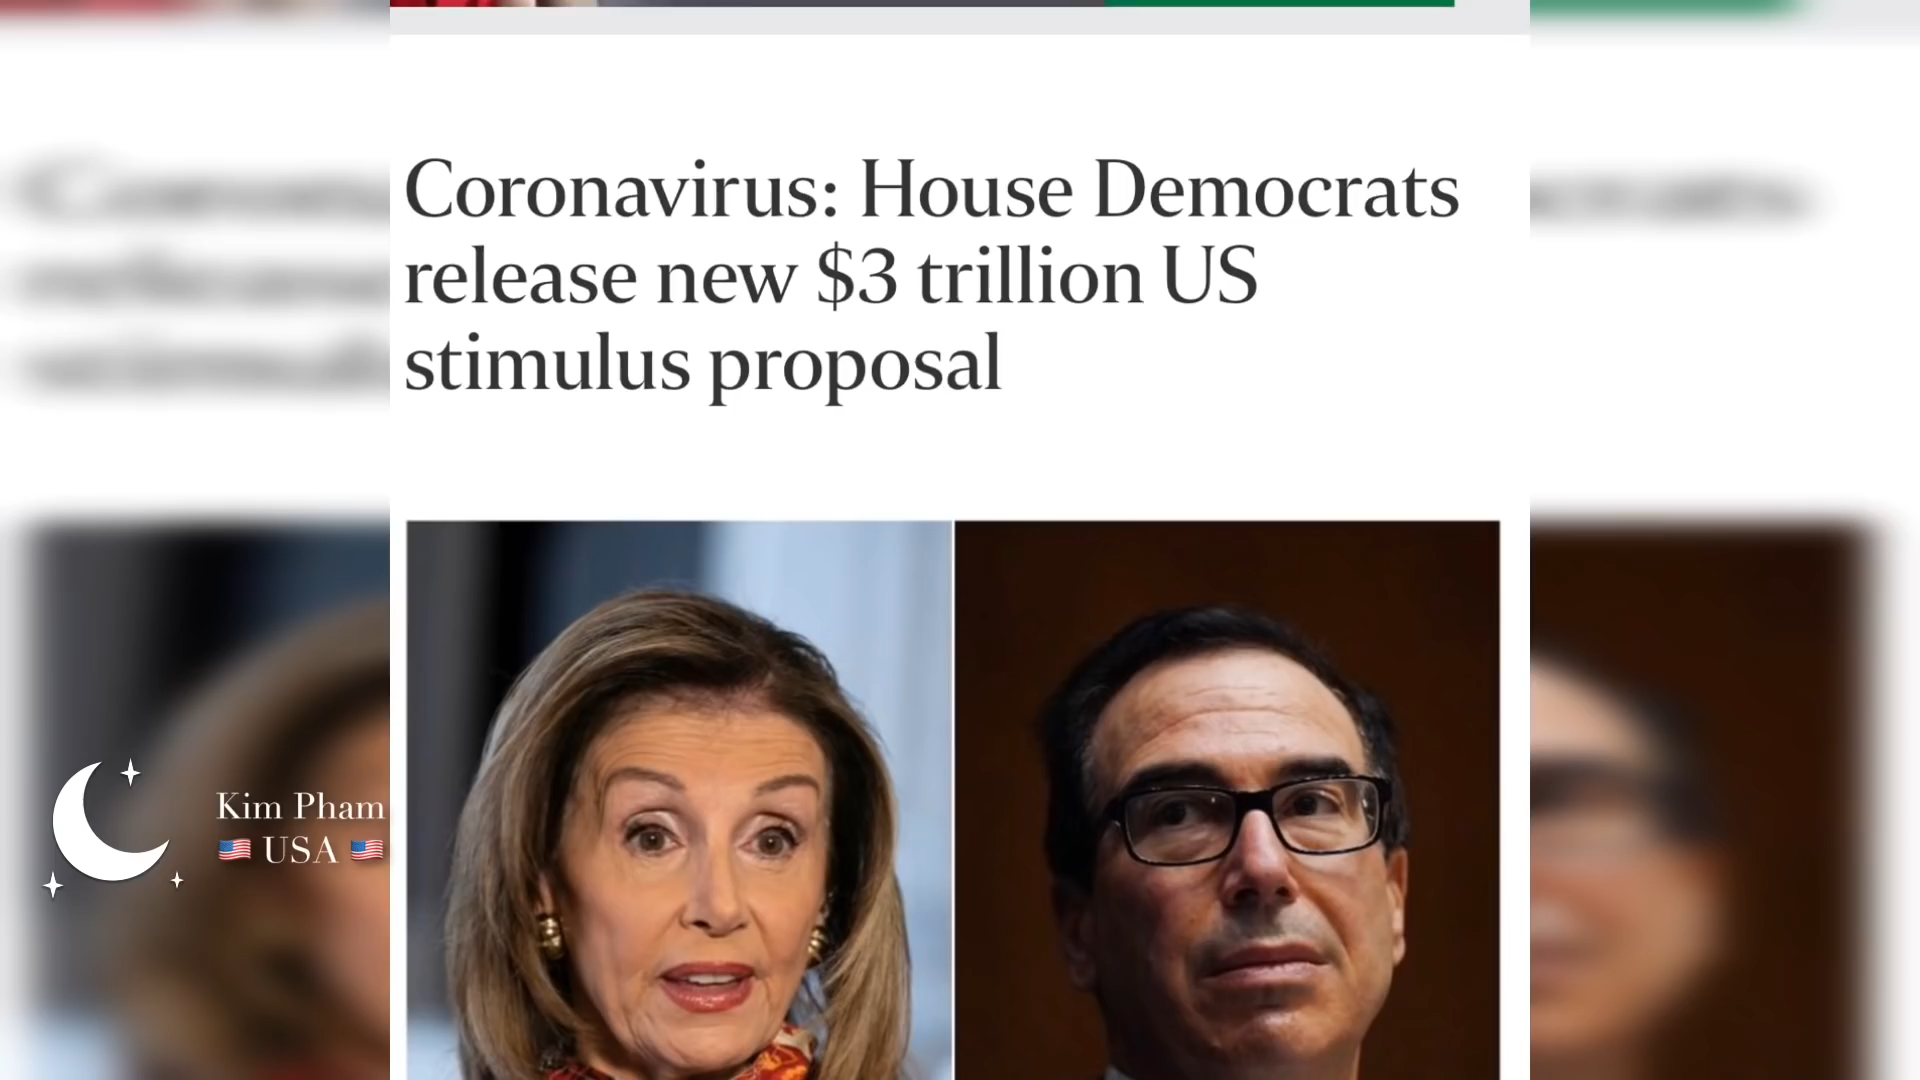 Coronavirus: House Democrats
release new $3 trillion US
stimulus proposal
Kim Pham
🇺🇸 USA 🇺🇸